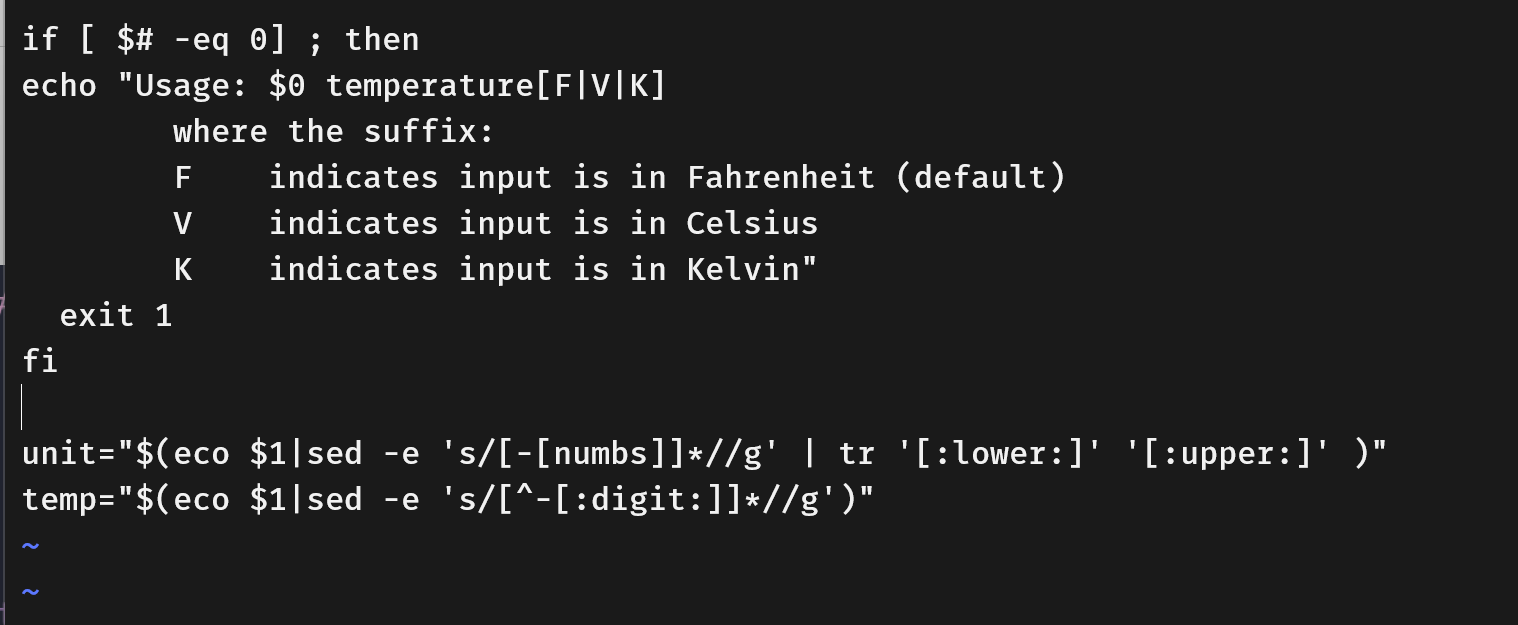 if [ $# -eq 0] ; then
echo "Usage: $0 temperature[F|V|K]
        where the suffix:
        F    indicates input is in Fahrenheit (default)
        V    indicates input is in Celsius
        K    indicates input is in Kelvin"
  exit 1
fi

unit="$(eco $1|sed -e 's/[-[numbs]]*//g' | tr '[:lower:]' '[:upper:]' )"
temp="$(eco $1|sed -e 's/[^-[:digit:]]*//g')"
~
~